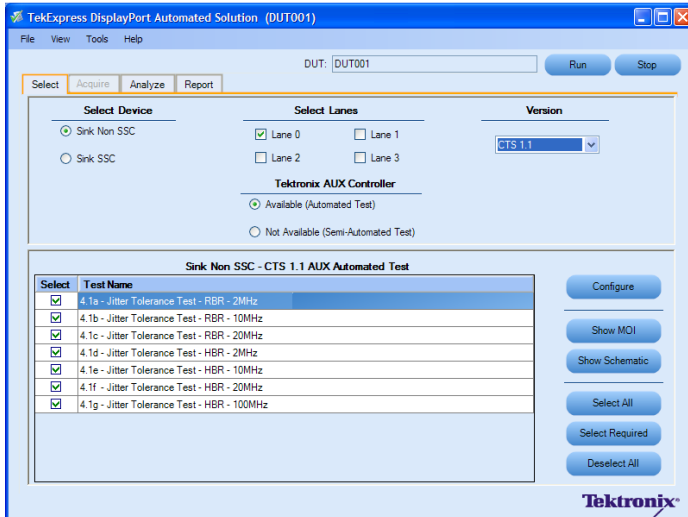 TekExpress DisplayPort Automated Solution (DUT001)
File View Tools Help
DUT: DUT001 Run Stop
Select Acquire Analyze Report
Select Device Select Lanes Version
Sink Non SSC Lane 0 Lane 1 CTS 1.1
Sink SSC Lane 2 Lane 3
Tektronix AUX Controller
Available (Automated Test)
Not Available (Semi-Automated Test)
Sink Non SSC - CTS 1.1 AUX Automated Test
Select Test Name
4.1a - Jitter Tolerance Test - RBR - 2MHz
4.1b - Jitter Tolerance Test - RBR - 10MHz
4.1c - Jitter Tolerance Test - RBR - 20MHz
4.1d - Jitter Tolerance Test - HBR - 2MHz
4.1e - Jitter Tolerance Test - HBR - 10MHz
4.1f - Jitter Tolerance Test - HBR - 20MHz
4.1g - Jitter Tolerance Test - HBR - 100MHz
Configure
Show MOI
Show Schematic
Select All
Select Required
Deselect All
Tektronix